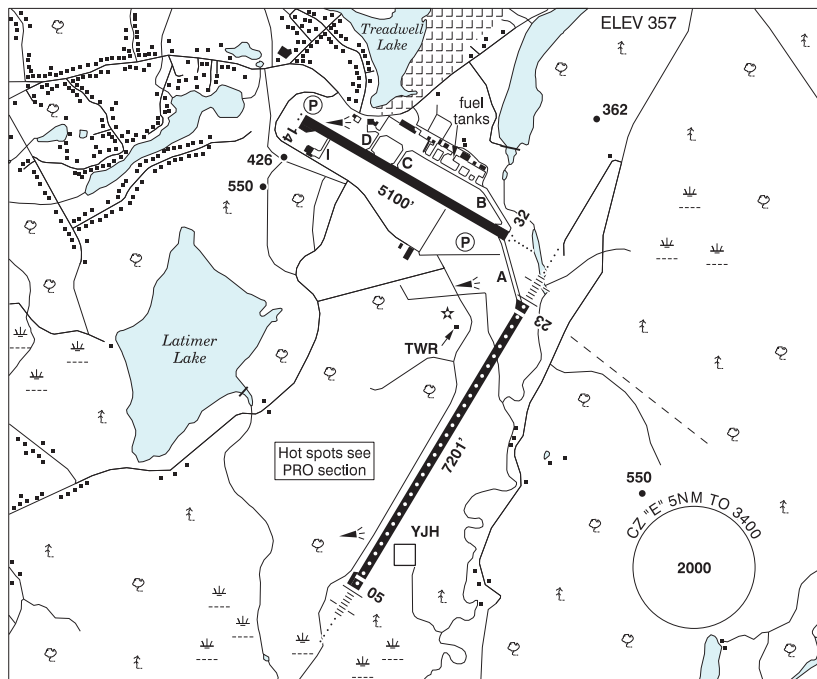 ELEV 357
Treadwell
Lake
fuel
tanks
362
P
14
D
I
C
426
550
5100'
B
32
P
A
23
TWR
Latimer
Lake
Hot spots see
PRO section
7201'
550
CZ "E" 5NM TO 3400
2000
YJH
05